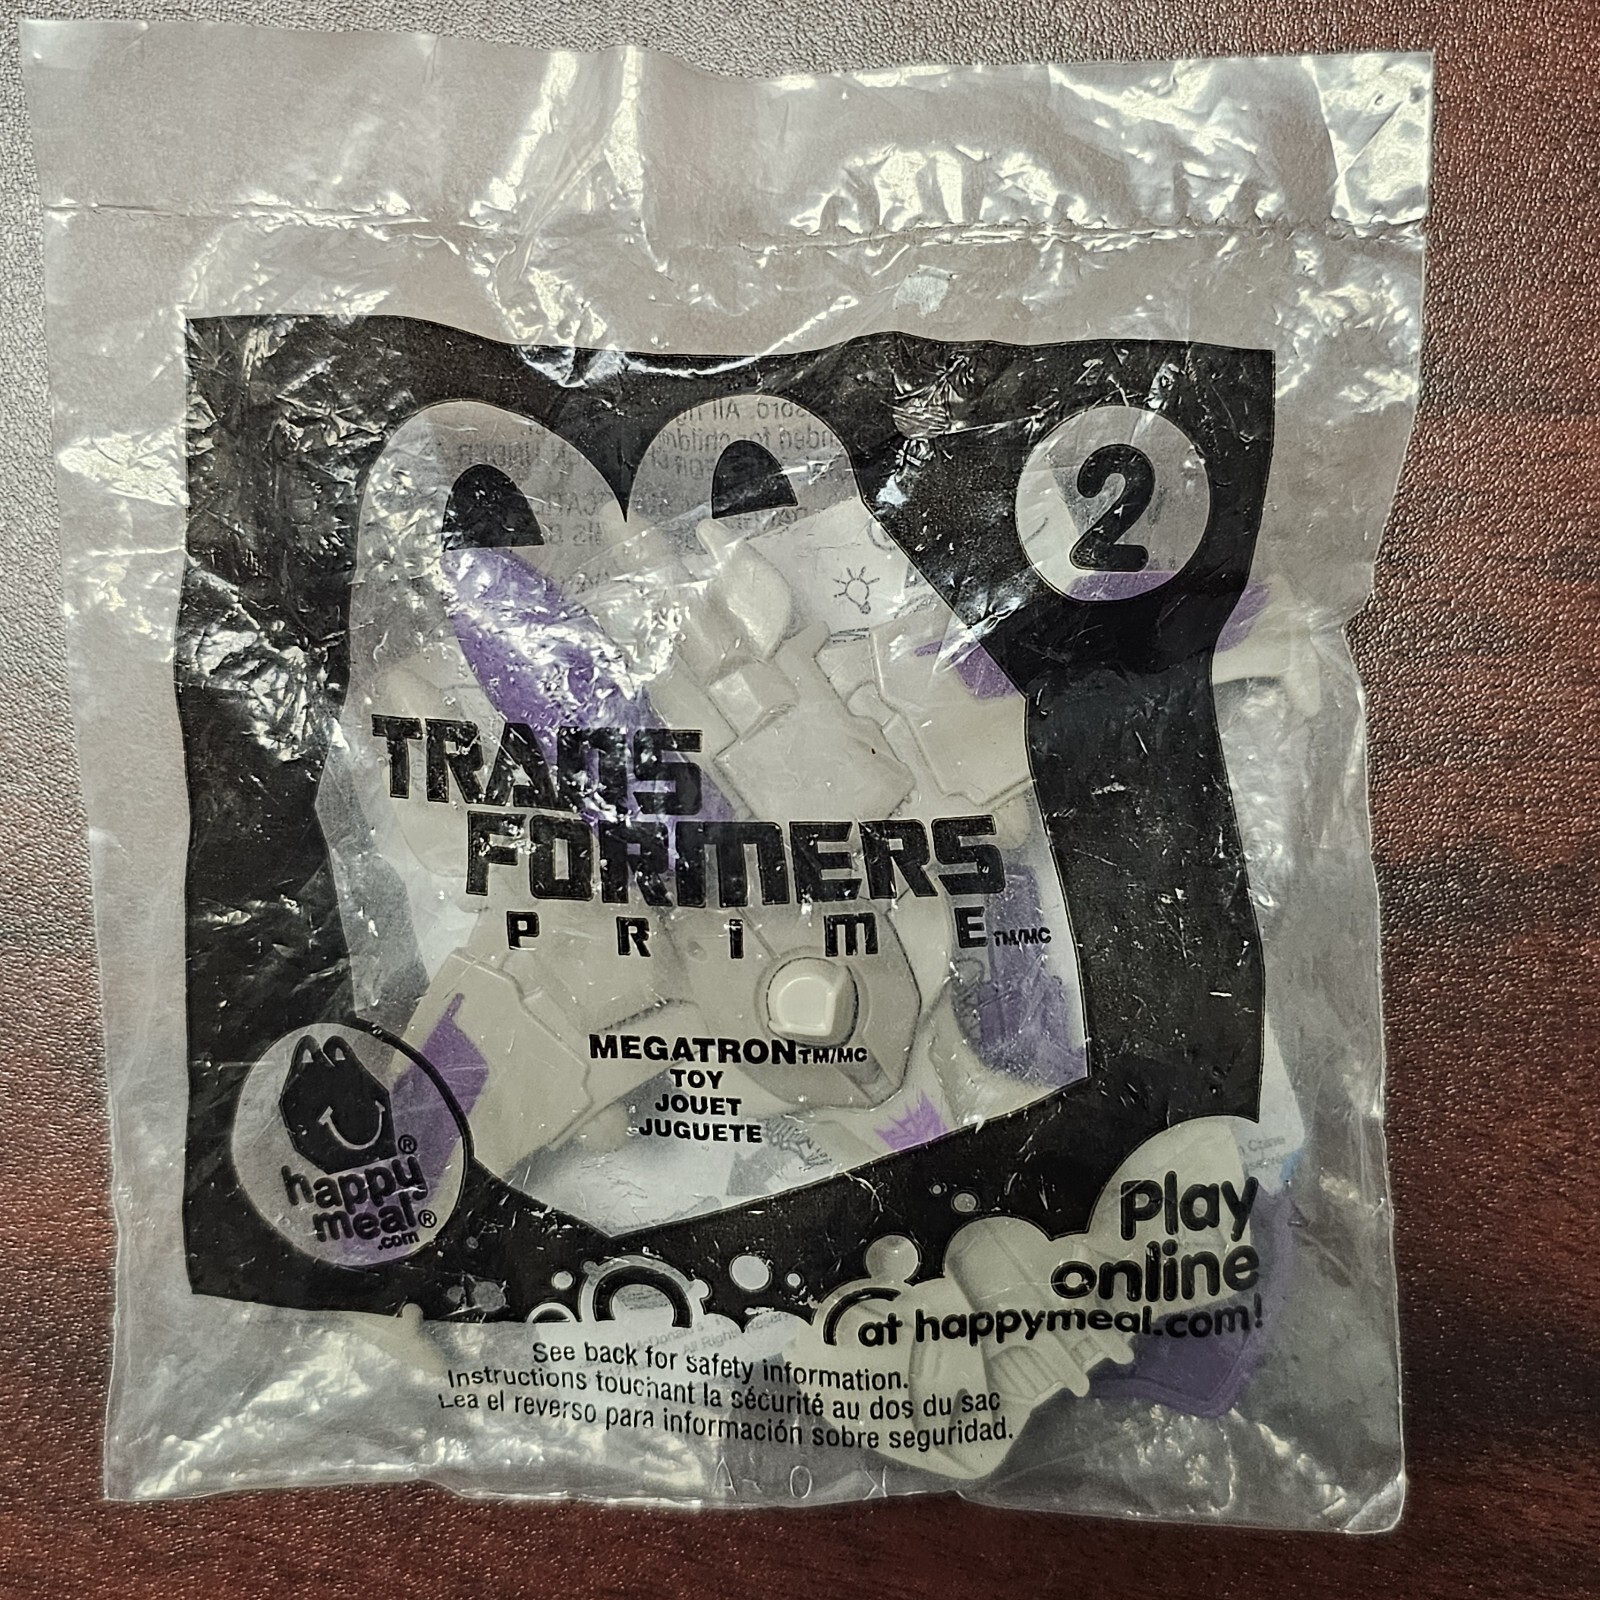 2
TRANS
FORMERS
PRIME TM/MC
MEGATRON TM/MC
TOY
JOUET
JUGUETE
happy®
meal®
.com
play
online
at happymeal.com!
See back for safety information.
Instructions touchant la sécurité au dos du sac
Lea el reverso para información sobre seguridad.